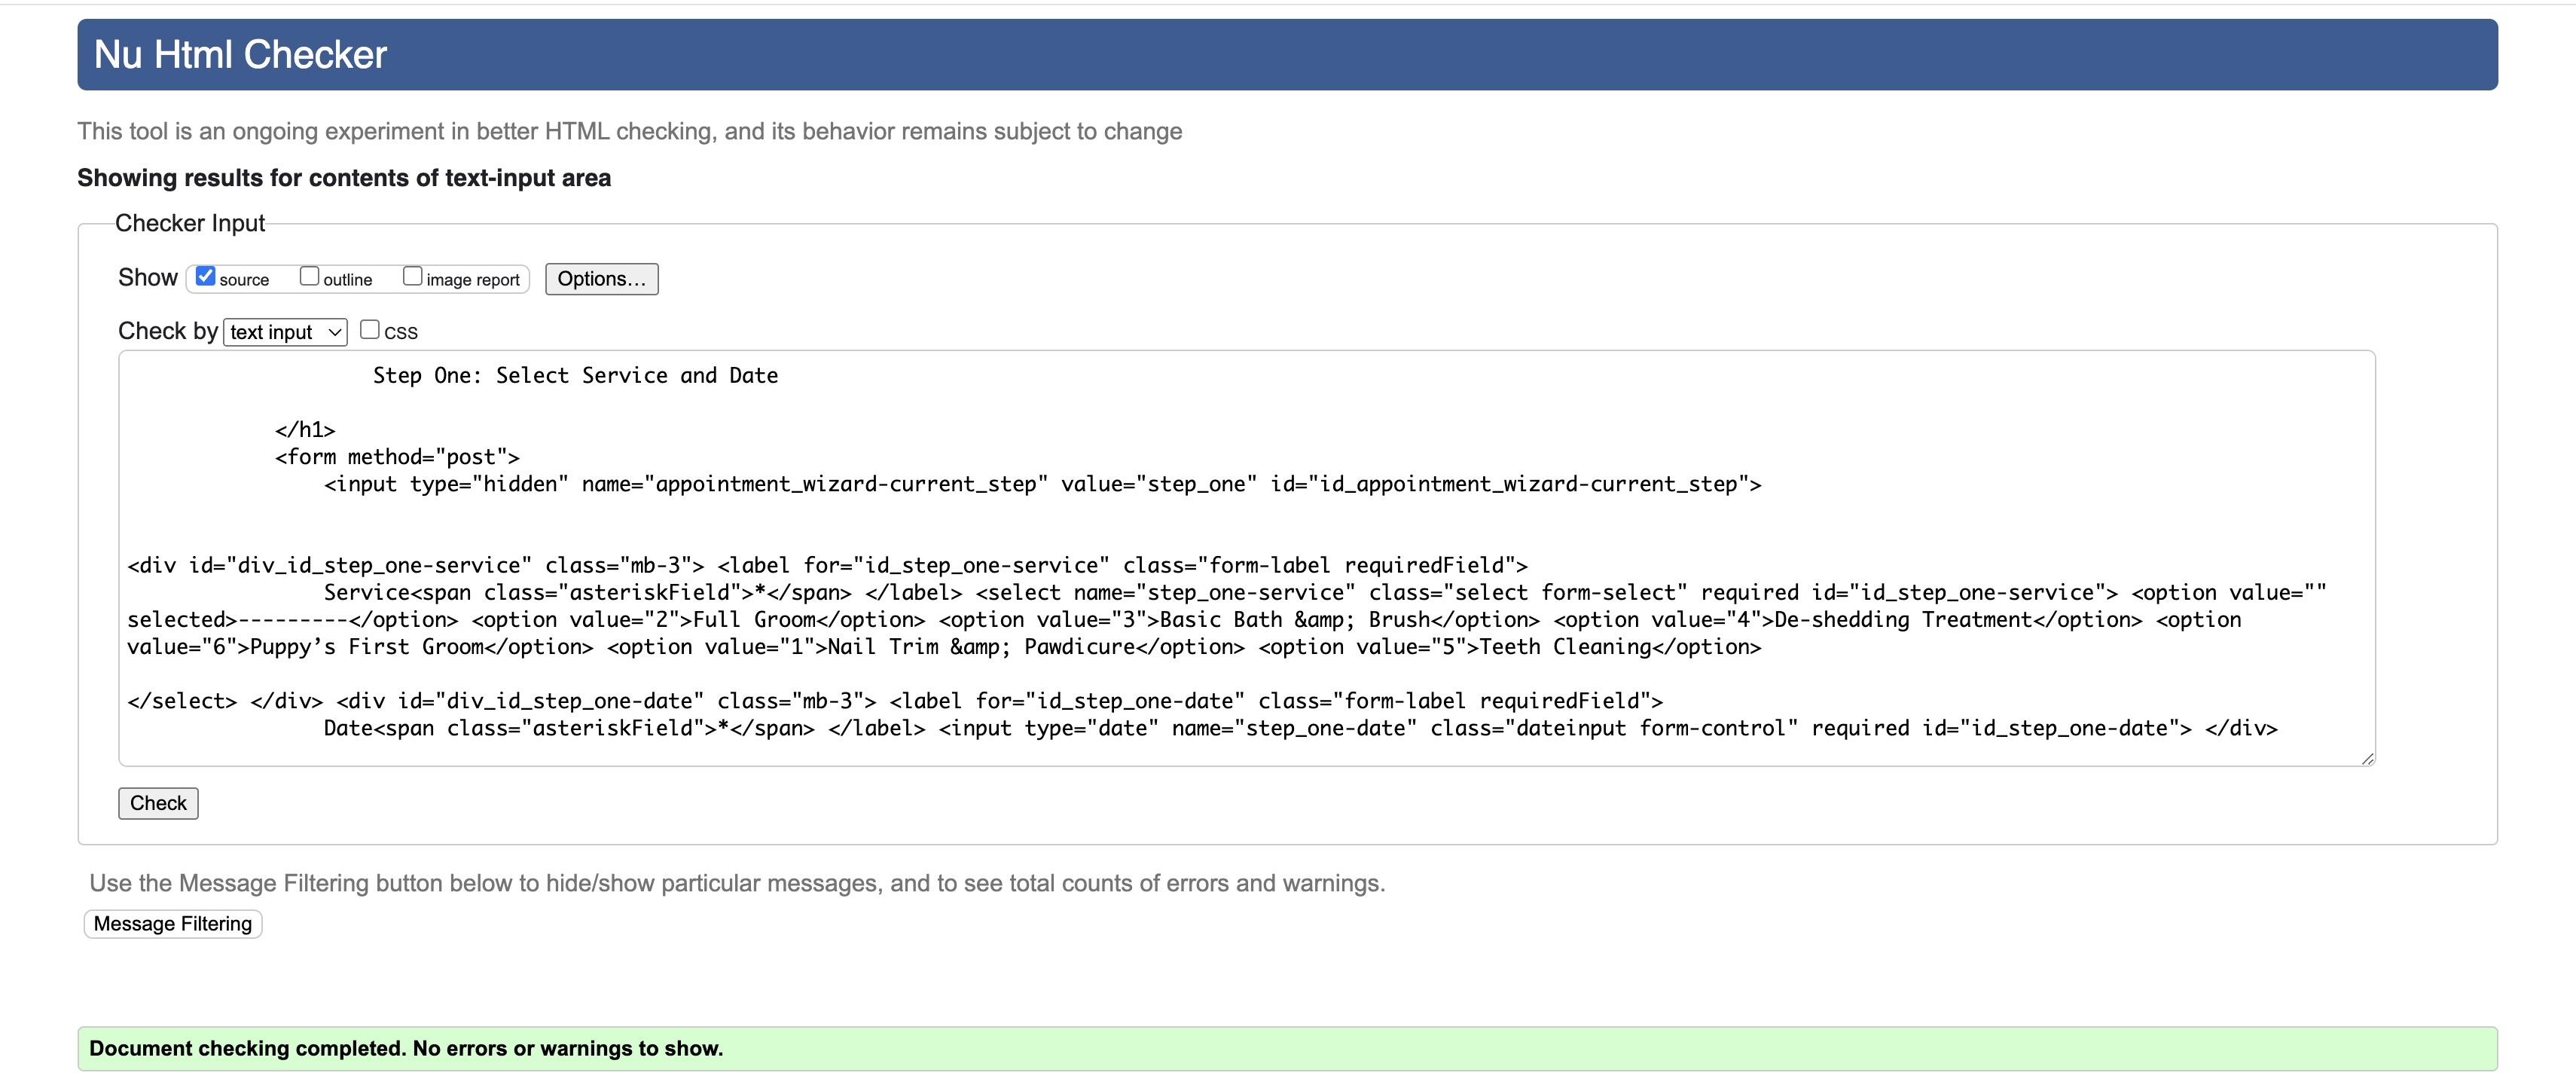 Nu Html Checker
This tool is an ongoing experiment in better HTML checking, and its behavior remains subject to change
Showing results for contents of text-input area
Checker Input
Show source outline image report Options...
Check by text input css
Step One: Select Service and Date
</h1>
<form method="post">
<input type="hidden" name="appointment_wizard-current_step" value="step_one" id="id_appointment_wizard-current_step">
<div id="div_id_step_one-service" class="mb-3"> <label for="id_step_one-service" class="form-label requiredField">
Service<span class="asteriskField">*</span> </label> <select name="step_one-service" class="select form-select" required id="id_step_one-service"> <option value=""
selected>---------</option> <option value="2">Full Groom</option> <option value="3">Basic Bath &amp; Brush</option> <option value="4">De-shedding Treatment</option> <option
value="6">Puppy’s First Groom</option> <option value="1">Nail Trim &amp; Pawdicure</option> <option value="5">Teeth Cleaning</option>
</select> </div> <div id="div_id_step_one-date" class="mb-3"> <label for="id_step_one-date" class="form-label requiredField">
Date<span class="asteriskField">*</span> </label> <input type="date" name="step_one-date" class="dateinput form-control" required id="id_step_one-date"> </div>
Check
Use the Message Filtering button below to hide/show particular messages, and to see total counts of errors and warnings.
Message Filtering
Document checking completed. No errors or warnings to show.